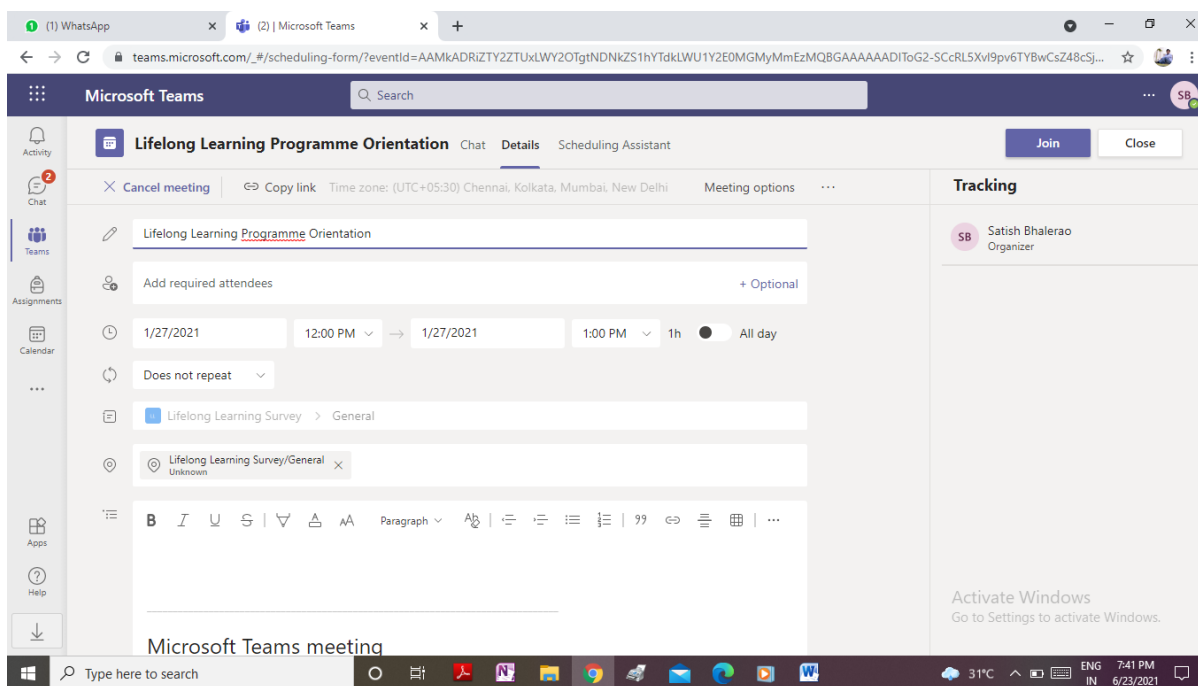 (1) WhatsApp
(2) | Microsoft Teams
teams.microsoft.com/_#/scheduling-form/?eventId=AAMkADRiZTY2ZTUxLWY2OTgtNDNkZS1hYTdkLWU1Y2E0MGMyMmEzMQBGAAAAAADIToG2-SCcRL5XvI9pv6TYBwCsZ48cSj...
Microsoft Teams
Search
SB
Activity
Lifelong Learning Programme Orientation Chat Details Scheduling Assistant
Join
Close
2
Chat
Cancel meeting Copy link Time zone: (UTC+05:30) Chennai, Kolkata, Mumbai, New Delhi Meeting options ...
Tracking
Teams
Lifelong Learning Programme Orientation
SB Satish Bhalerao
Organizer
Assignments
Add required attendees + Optional
Calendar
1/27/2021 12:00 PM → 1/27/2021 1:00 PM 1h All day
Does not repeat
Lifelong Learning Survey > General
Lifelong Learning Survey/General
Unknown
B I U S A AA Paragraph
Apps
Help
Microsoft Teams meeting
Activate Windows
Go to Settings to activate Windows.
Type here to search
31°C
ENG
IN
7:41 PM
6/23/2021